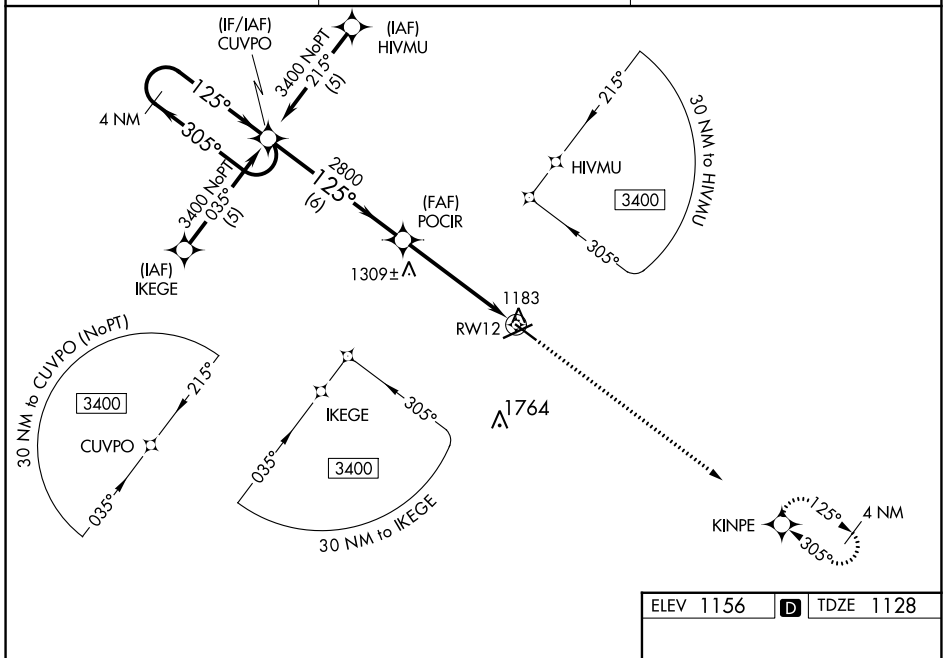 (IF/IAF)
CUVPO
(IAF)
HIVMU
3400 NoPT
215°
(5)
4 NM
125°
305°
3400 NoPT
035°
(5)
(IAF)
IKEGE
2800
125°
(6)
(FAF)
POCIR
1309±
1183
RW12
1764
215°
HIVMU
3400
305°
30 NM to HIVMU
30 NM to CUVPO (NoPT)
3400
215°
CUVPO
035°
305°
IKEGE
035°
3400
30 NM to IKEGE
KINPE
125°
305°
4 NM
ELEV 1156 D TDZE 1128